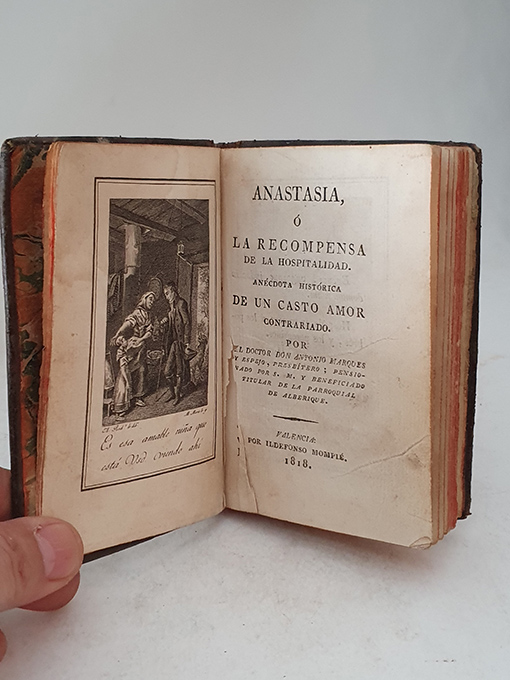 Es esa amable niña que
está Vsd viendo ahi
ANASTASIA,
ó
LA RECOMPENSA
DE LA HOSPITALIDAD.
ANÉCDOTA HISTÓRICA
DE UN CASTO AMOR
CONTRARIADO.
POR
EL DOCTOR DON ANTONIO MARQUES
Y ESPEJO, PRESBÍTERO; PENSIO-
NADO POR S. M. Y BENEFICIADO
TITULAR DE LA PARROQUIAL
DE ALBERIQUE.
VALENCIA:
POR ILDEFONSO MOMPIÉ.
1818.